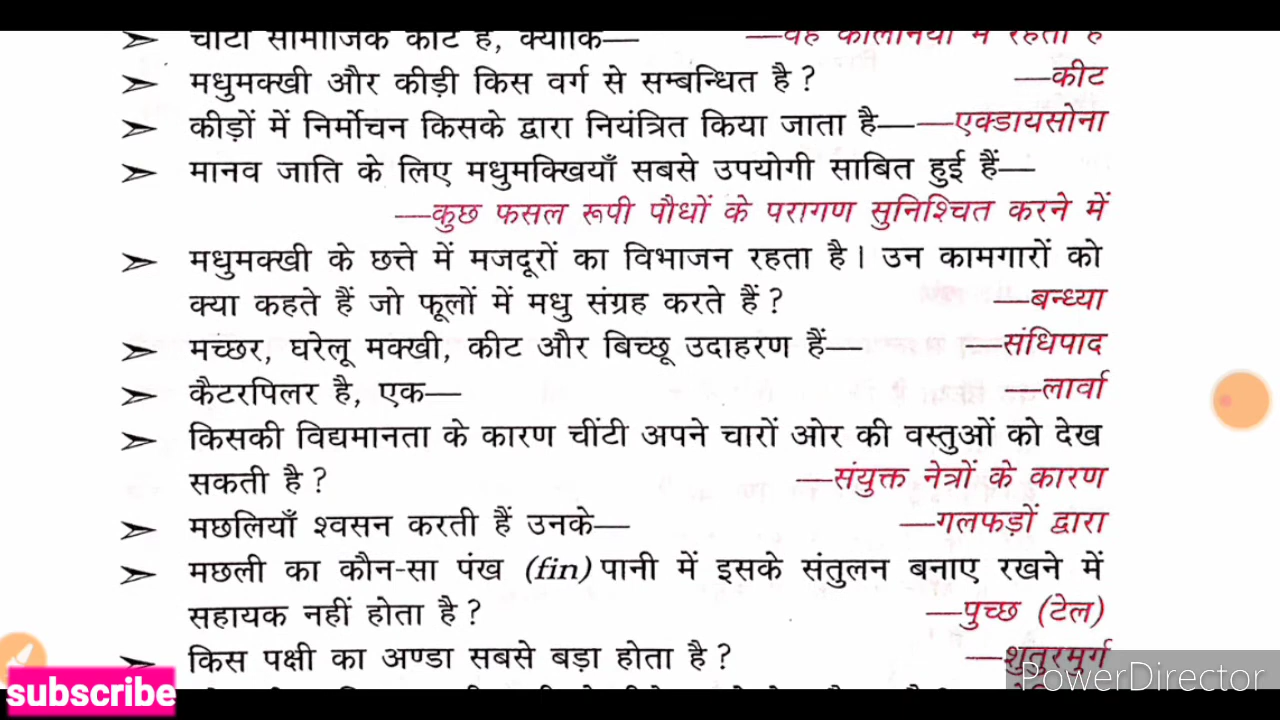 ➢ चींटी सामाजिक कीट है, क्योंकि— —वह कॉलोनियों में रहती है
➢ मधुमक्खी और कीड़ी किस वर्ग से सम्बन्धित है? —कीट
➢ कीड़ों में निर्मोचन किसके द्वारा नियंत्रित किया जाता है— —एक्डायसोना
➢ मानव जाति के लिए मधुमक्खियाँ सबसे उपयोगी साबित हुई हैं—
—कुछ फसल रूपी पौधों के परागण सुनिश्चित करने में
➢ मधुमक्खी के छत्ते में मजदूरों का विभाजन रहता है। उन कामगारों को
क्या कहते हैं जो फूलों में मधु संग्रह करते हैं? —बन्ध्या
➢ मच्छर, घरेलू मक्खी, कीट और बिच्छू उदाहरण हैं— —संधिपाद
➢ कैटरपिलर है, एक— —लार्वा
➢ किसकी विद्यमानता के कारण चींटी अपने चारों ओर की वस्तुओं को देख
सकती है? —संयुक्त नेत्रों के कारण
➢ मछलियाँ श्वसन करती हैं उनके— —गलफड़ों द्वारा
➢ मछली का कौन-सा पंख (fin) पानी में इसके संतुलन बनाए रखने में
सहायक नहीं होता है? —पुच्छ (टेल)
➢ किस पक्षी का अण्डा सबसे बड़ा होता है? —शुतुरमुर्ग
subscribe
PowerDirector